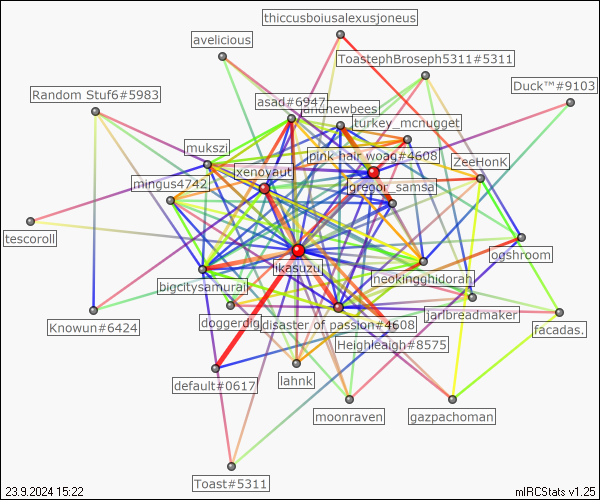 thiccusboiusalexusjoneus
avelicious
ToastephBroseph5311#5311
Duck™#9103
Random Stuf6#5983
asad#6947
andnewbees
turkey_mcnugget
mukszi
pink hair woag#4608
ZeeHonK
xenoyaut
mingus4742
gregor_samsa
tescoroll
ogshroom
likasuzu
neokingghidorah
bigcitysamurai
jarlbreadmaker
doggerdig
disaster of passion#4608
Knowun#6424
facadas.
Heighleaigh#8575
default#0617
lahnk
moonraven
gazpachoman
Toast#5311
23.9.2024 15:22
mIRCStats v1.25